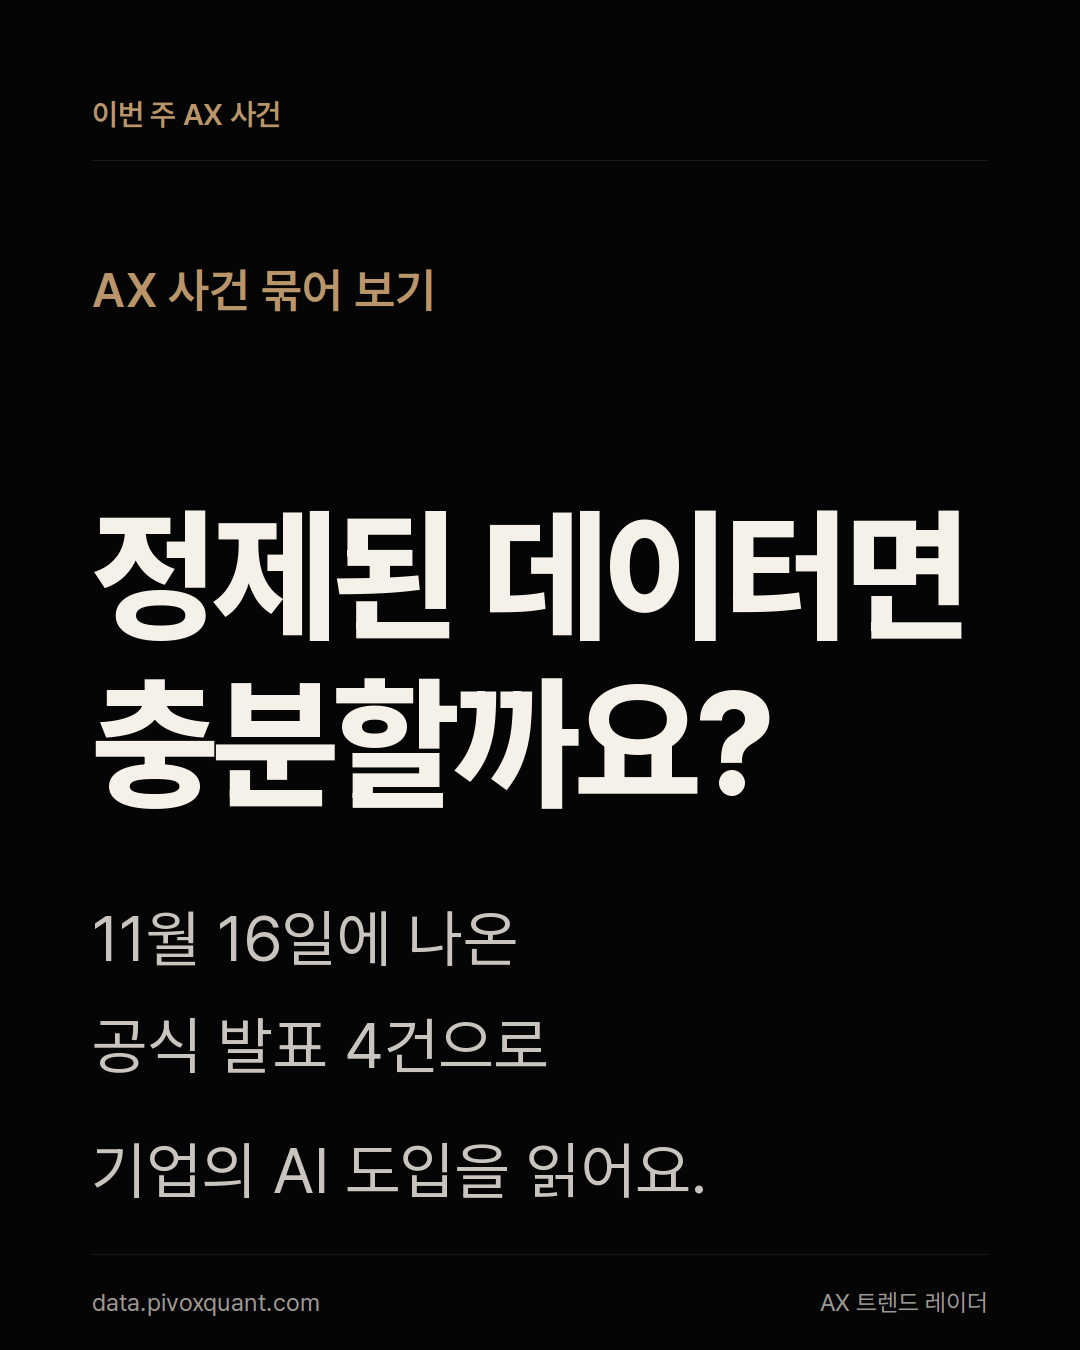 이번 주 AX 사건
AX 사건 묶어 보기
정제된 데이터면
충분할까요?
11월 16일에 나온
공식 발표 4건으로
기업의 AI 도입을 읽어요.
data.pivoxquant.com
AX 트렌드 레이더